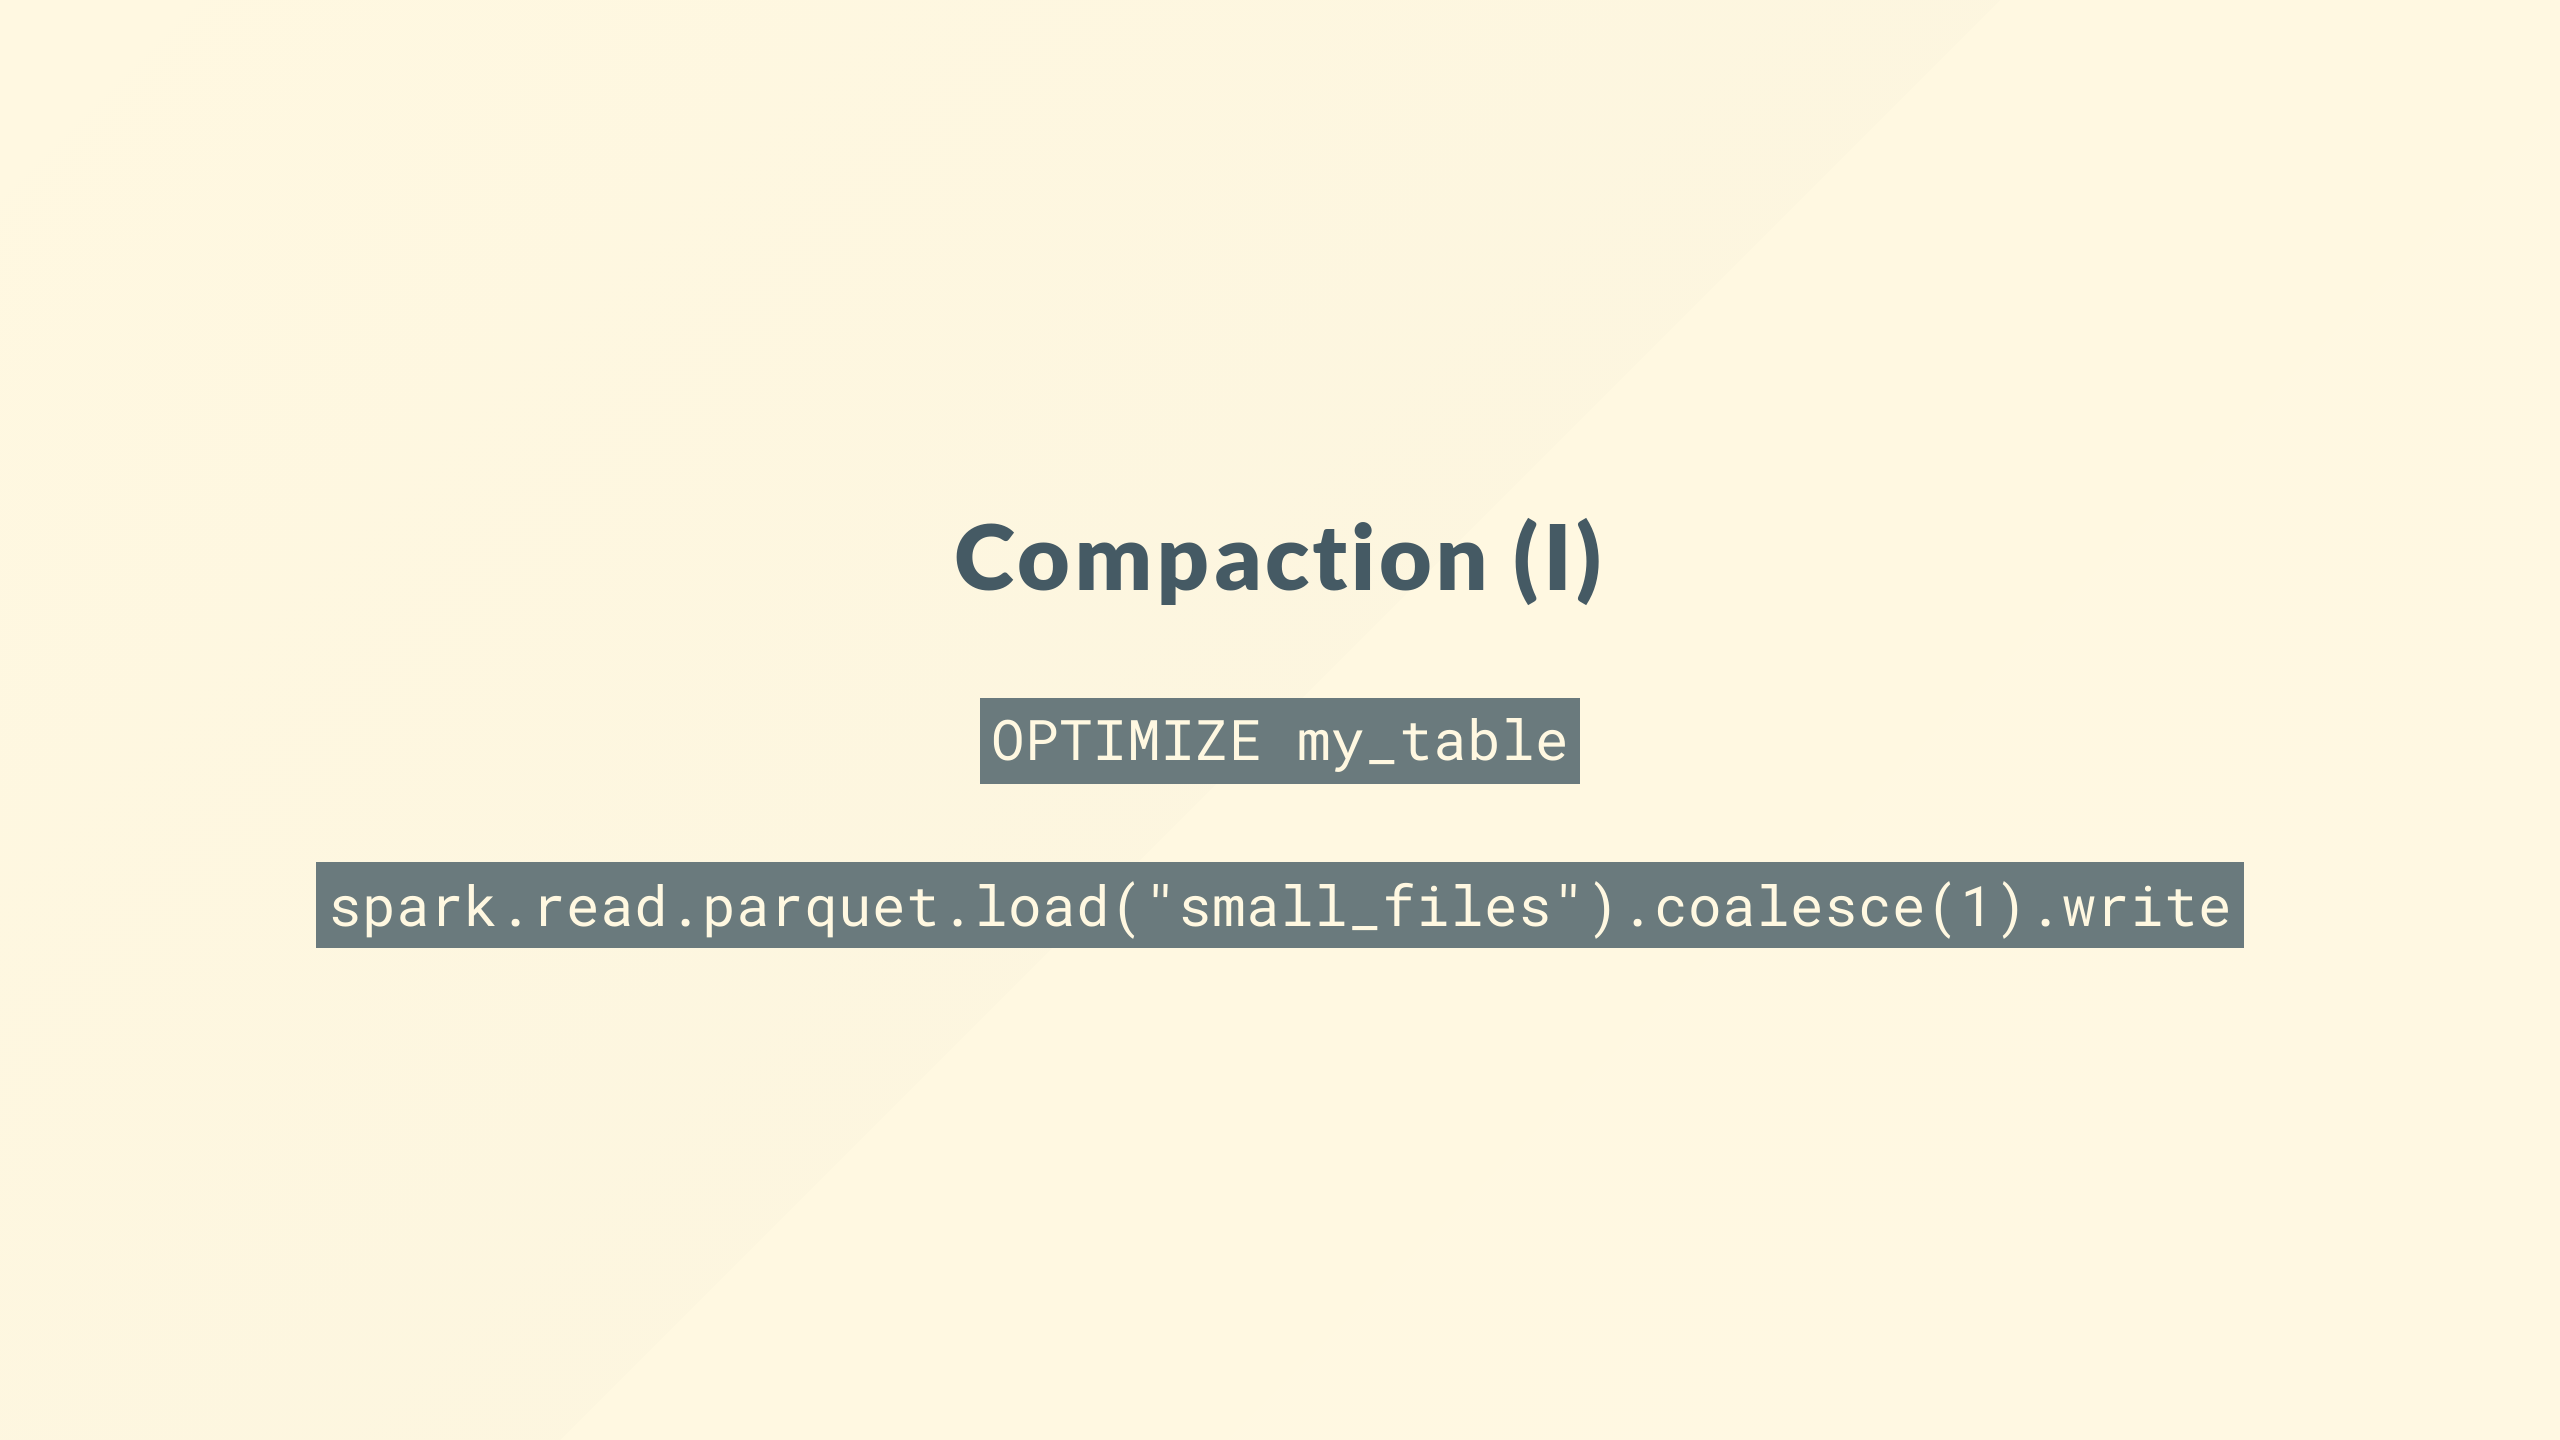 Compaction (I)
OPTIMIZE my_table
spark.read.parquet.load("small_files").coalesce(1).write